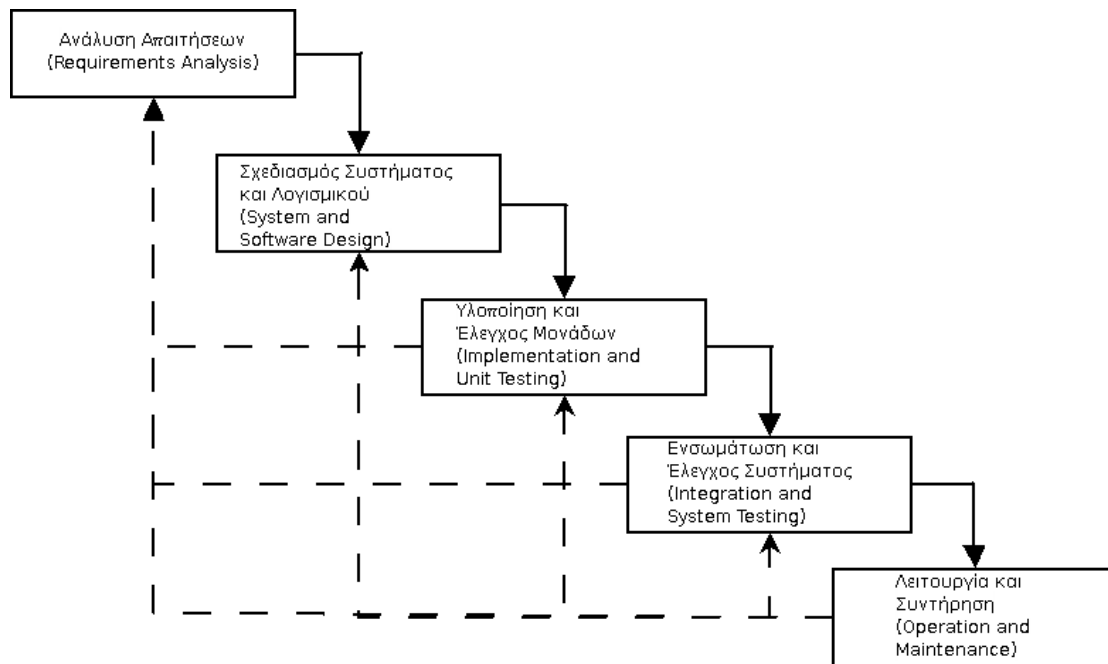 Ανάλυση Απαιτήσεων
(Requirements Analysis)
Σχεδιασμός Συστήματος
και Λογισμικού
(System and
Software Design)
Υλοποίηση και
Έλεγχος Μονάδων
(Implementation and
Unit Testing)
Ενσωμάτωση και
Έλεγχος Συστήματος
(Integration and
System Testing)
Λειτουργία και
Συντήρηση
(Operation and
Maintenance)